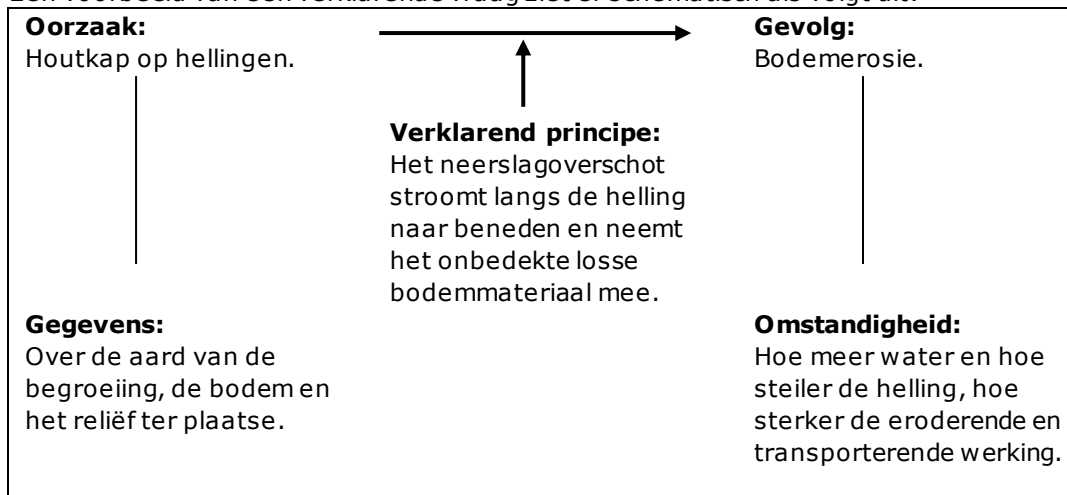 Een voorbeeld van een verklarende vraag ziet er schematisch als volgt uit:
Oorzaak:
Houtkap op hellingen.
Gevolg:
Bodemerosie.
Verklarend principe:
Het neerslagoverschot
stroomt langs de helling
naar beneden en neemt
het onbedekte losse
bodemmateriaal mee.
Gegevens:
Over de aard van de
begroeiing, de bodem en
het reliëf ter plaatse.
Omstandigheid:
Hoe meer water en hoe
steiler de helling, hoe
sterker de eroderende en
transporterende werking.